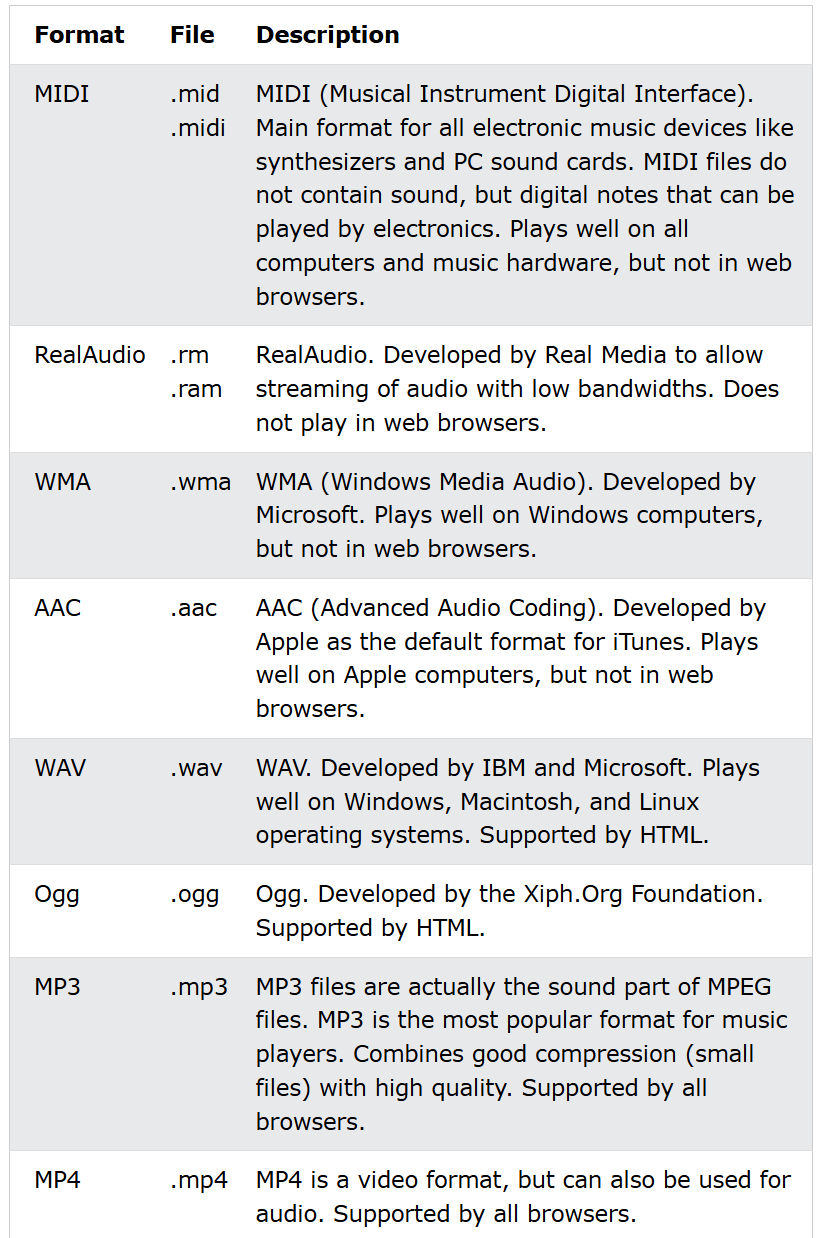 Format File Description
MIDI .mid MIDI (Musical Instrument Digital Interface).
.midi Main format for all electronic music devices like
synthesizers and PC sound cards. MIDI files do
not contain sound, but digital notes that can be
played by electronics. Plays well on all
computers and music hardware, but not in web
browsers.
RealAudio .rm RealAudio. Developed by Real Media to allow
.ram streaming of audio with low bandwidths. Does
not play in web browsers.
WMA .wma WMA (Windows Media Audio). Developed by
Microsoft. Plays well on Windows computers,
but not in web browsers.
AAC .aac AAC (Advanced Audio Coding). Developed by
Apple as the default format for iTunes. Plays
well on Apple computers, but not in web
browsers.
WAV .wav WAV. Developed by IBM and Microsoft. Plays
well on Windows, Macintosh, and Linux
operating systems. Supported by HTML.
Ogg .ogg Ogg. Developed by the Xiph.Org Foundation.
Supported by HTML.
MP3 .mp3 MP3 files are actually the sound part of MPEG
files. MP3 is the most popular format for music
players. Combines good compression (small
files) with high quality. Supported by all
browsers.
MP4 .mp4 MP4 is a video format, but can also be used for
audio. Supported by all browsers.